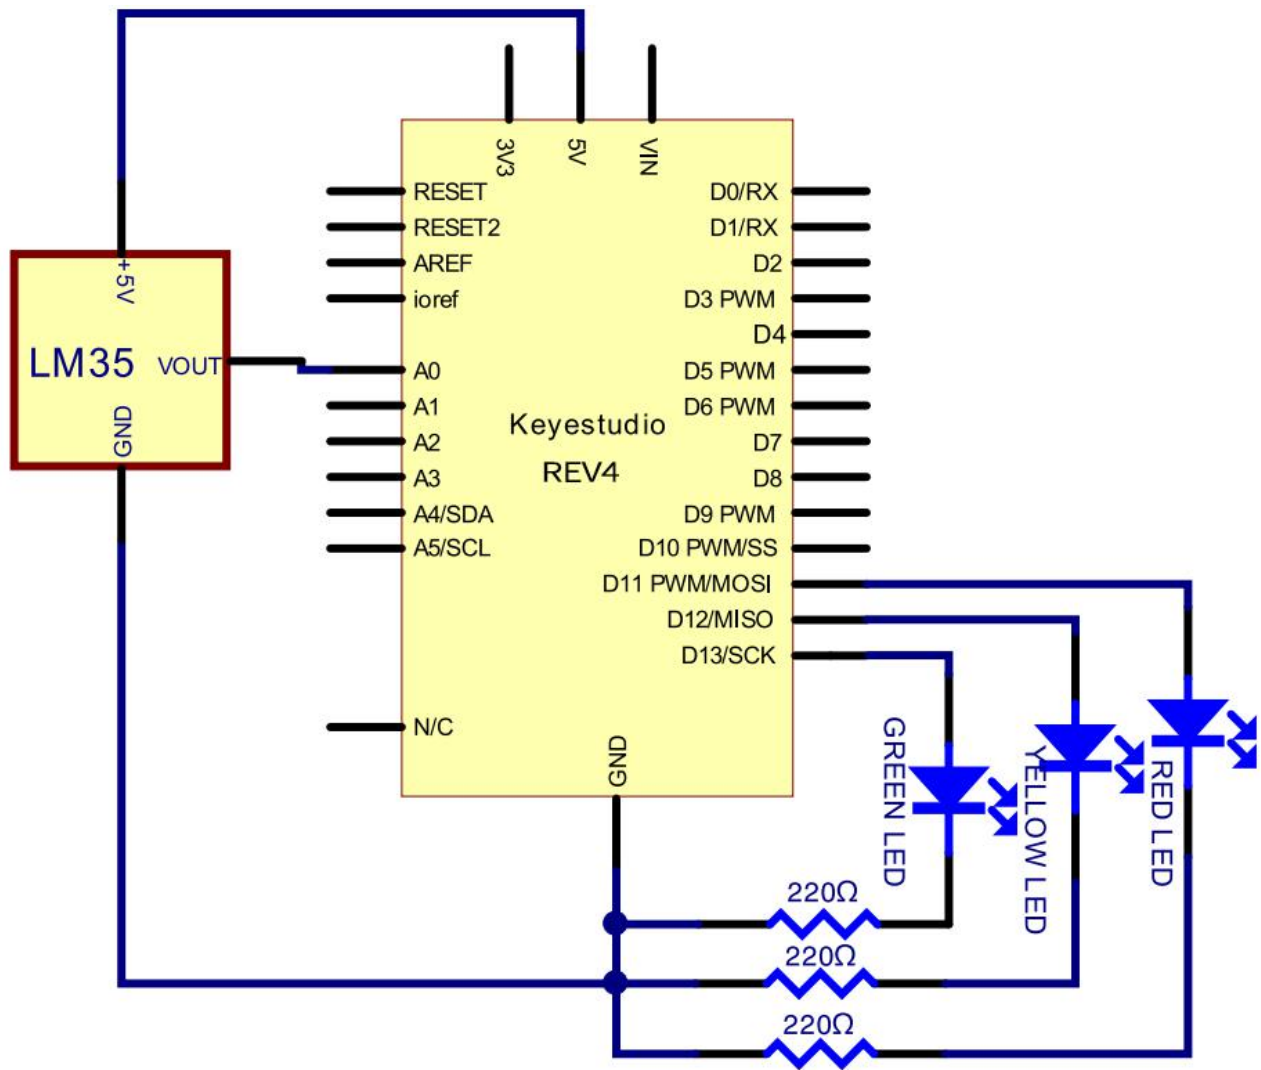 3V3
5V
VIN
RESET
RESET2
AREF
ioref
A0
A1
A2
A3
A4/SDA
A5/SCL
N/C
D0/RX
D1/RX
D2
D3 PWM
D4
D5 PWM
D6 PWM
D7
D8
D9 PWM
D10 PWM/SS
D11 PWM/MOSI
D12/MISO
D13/SCK
GND
Keyestudio
REV4
+5V
LM35
VOUT
GND
GREEN LED
YELLOW LED
RED LED
220Ω
220Ω
220Ω